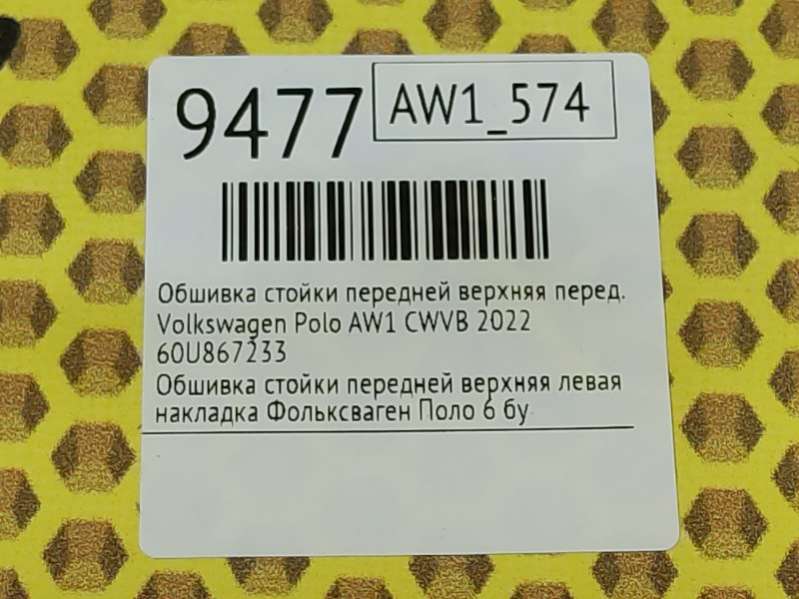 9477 AW1_574
Обшивка стойки передней верхняя перед.
Volkswagen Polo AW1 CWVB 2022
60U867233
Обшивка стойки передней верхняя левая
накладка Фольксваген Поло 6 бу